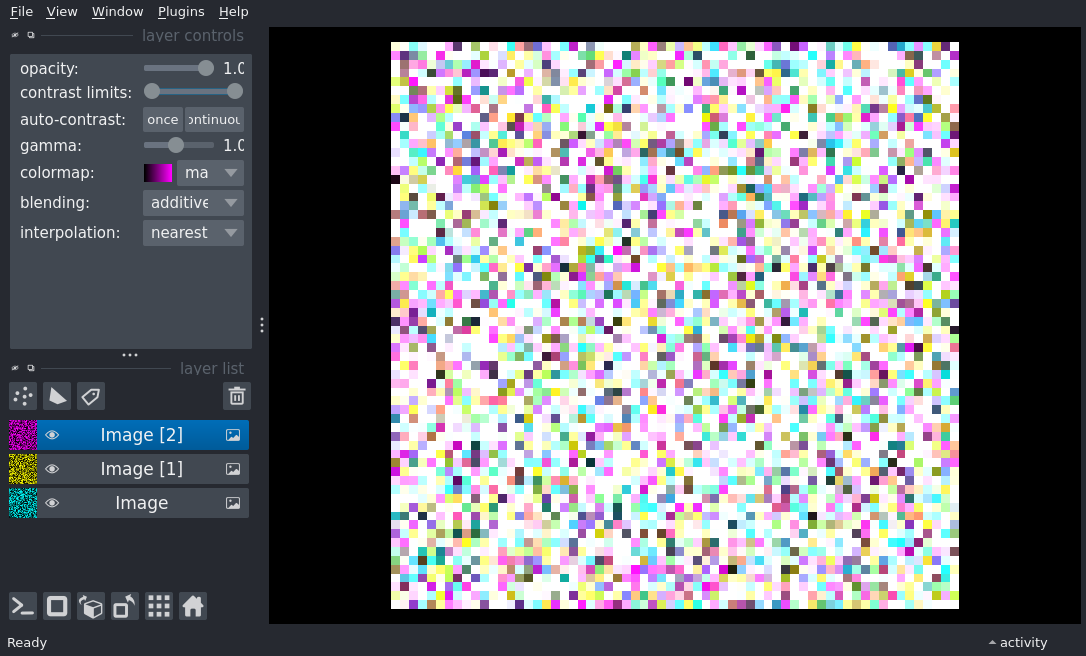 File View Window Plugins Help
layer controls
opacity: 1.0
contrast limits:
auto-contrast: once ontinuou
gamma: 1.0
colormap: ma
blending: additive
interpolation: nearest
layer list
Image [2]
Image [1]
Image
Ready activity